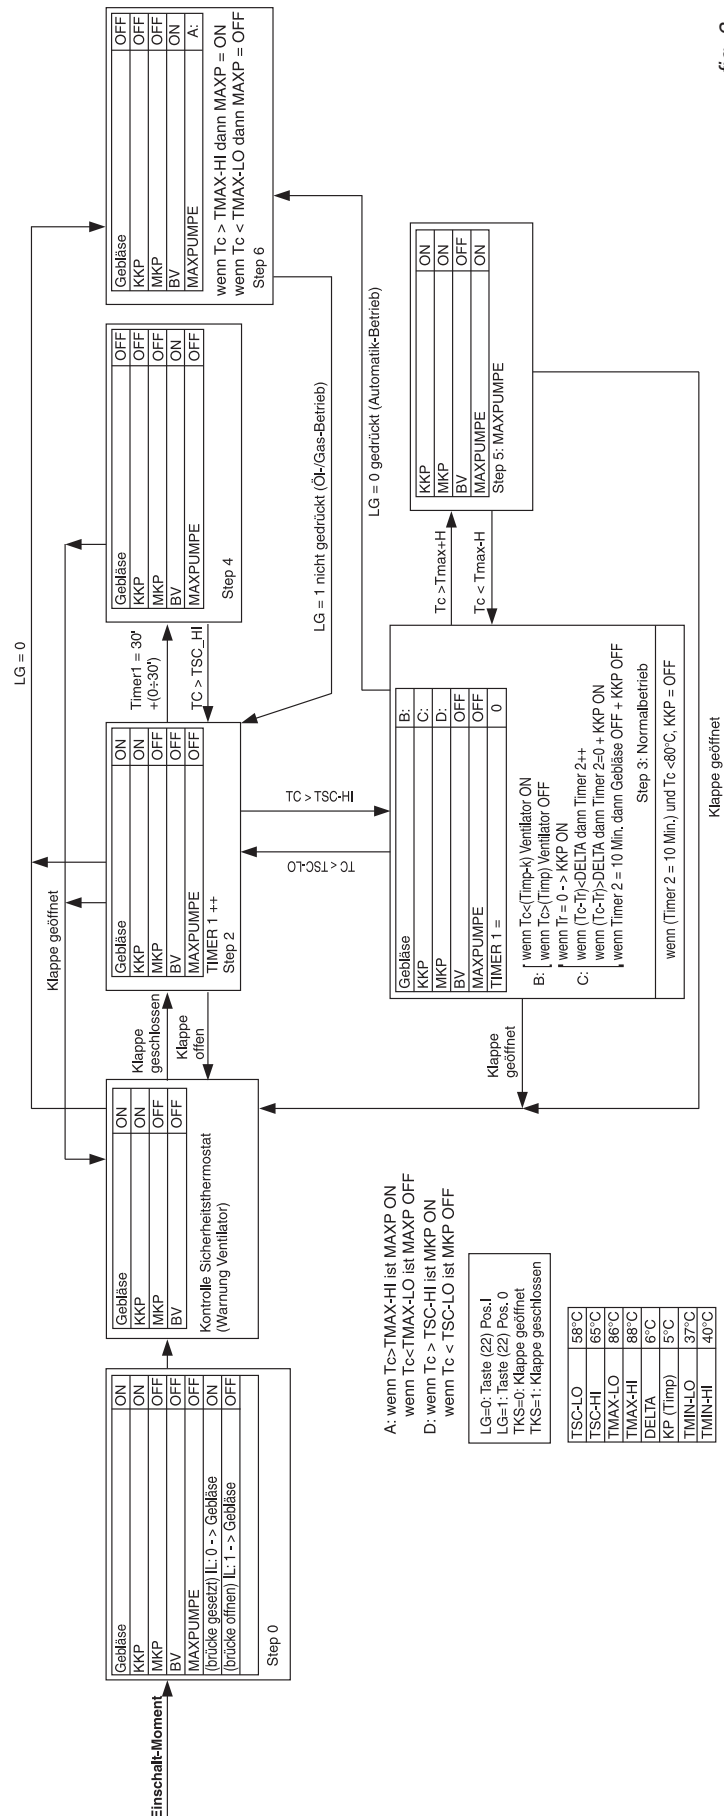 Einschalt-Moment
Gebläse ON
KKP ON
MKP OFF
BV OFF
MAXPUMPE OFF
(brücke gesetzt) IL: 0 - > Gebläse ON
(brücke offnen) IL: 1 - > Gebläse OFF
Step 0
Gebläse ON
KKP ON
MKP OFF
BV OFF
Kontrolle Sicherheitsthermostat
(Warnung Ventilator)
Klappe geöffnet
LG = 0
Klappe
geschlossen
Klappe
offen
Gebläse ON
KKP ON
MKP OFF
BV OFF
MAXPUMPE OFF
TIMER 1 ++
Step 2
Timer1 = 30'
+(0÷30')
TC > TSC_HI
Gebläse OFF
KKP OFF
MKP OFF
BV ON
MAXPUMPE OFF
Step 4
Gebläse OFF
KKP OFF
MKP OFF
BV ON
MAXPUMPE A:
wenn Tc > TMAX-HI dann MAXP = ON
wenn Tc < TMAX-LO dann MAXP = OFF
Step 6
LG = 1 nicht gedrückt (Öl-/Gas-Betrieb)
LG = 0 gedrückt (Automatik-Betrieb)
TC < TSC-LO
TC > TSC-HI
Gebläse B:
KKP C:
MKP D:
BV OFF
MAXPUMPE OFF
TIMER 1 = 0
B: wenn Tc<(Timp-k) Ventilator ON
wenn Tc>(Timp) Ventilator OFF
C: wenn Tr = 0 - > KKP ON
wenn (Tc-Tr)<DELTA dann Timer 2++
wenn (Tc-Tr)>DELTA dann Timer 2=0 + KKP ON
wenn Timer 2 = 10 Min. dann Gebläse OFF + KKP OFF
Step 3: Normalbetrieb
wenn (Timer 2 = 10 Min.) und Tc <80°C, KKP = OFF
Tc >Tmax+H
Tc < Tmax-H
KKP ON
MKP ON
BV OFF
MAXPUMPE ON
Step 5: MAXPUMPE
Klappe
geöffnet
Klappe geöffnet
A: wenn Tc>TMAX-HI ist MAXP ON
wenn Tc<TMAX-LO ist MAXP OFF
D: wenn Tc > TSC-HI ist MKP ON
wenn Tc < TSC-LO ist MKP OFF
LG=0: Taste (22) Pos.I
LG=1: Taste (22) Pos. 0
TKS=0: Klappe geöffnet
TKS=1: Klappe geschlossen
TSC-LO 58°C
TSC-HI 65°C
TMAX-LO 86°C
TMAX-HI 88°C
DELTA 6°C
KP (Timp) 5°C
TMIN-LO 37°C
TMIN-HI 40°C